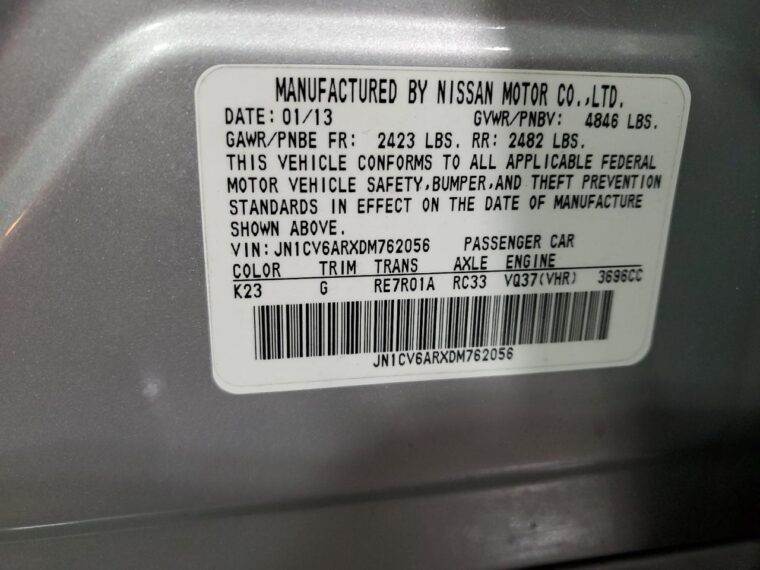 MANUFACTURED BY NISSAN MOTOR CO.,LTD.
DATE: 01/13 GVWR/PNBV: 4846 LBS.
GAWR/PNBE FR: 2423 LBS. RR: 2482 LBS.
THIS VEHICLE CONFORMS TO ALL APPLICABLE FEDERAL
MOTOR VEHICLE SAFETY,BUMPER,AND THEFT PREVENTION
STANDARDS IN EFFECT ON THE DATE OF MANUFACTURE
SHOWN ABOVE.
VIN: JN1CV6ARXDM762056 PASSENGER CAR
COLOR TRIM TRANS AXLE ENGINE
K23 G RE7R01A RC33 VQ37(VHR) 3696CC
JN1CV6ARXDM762056